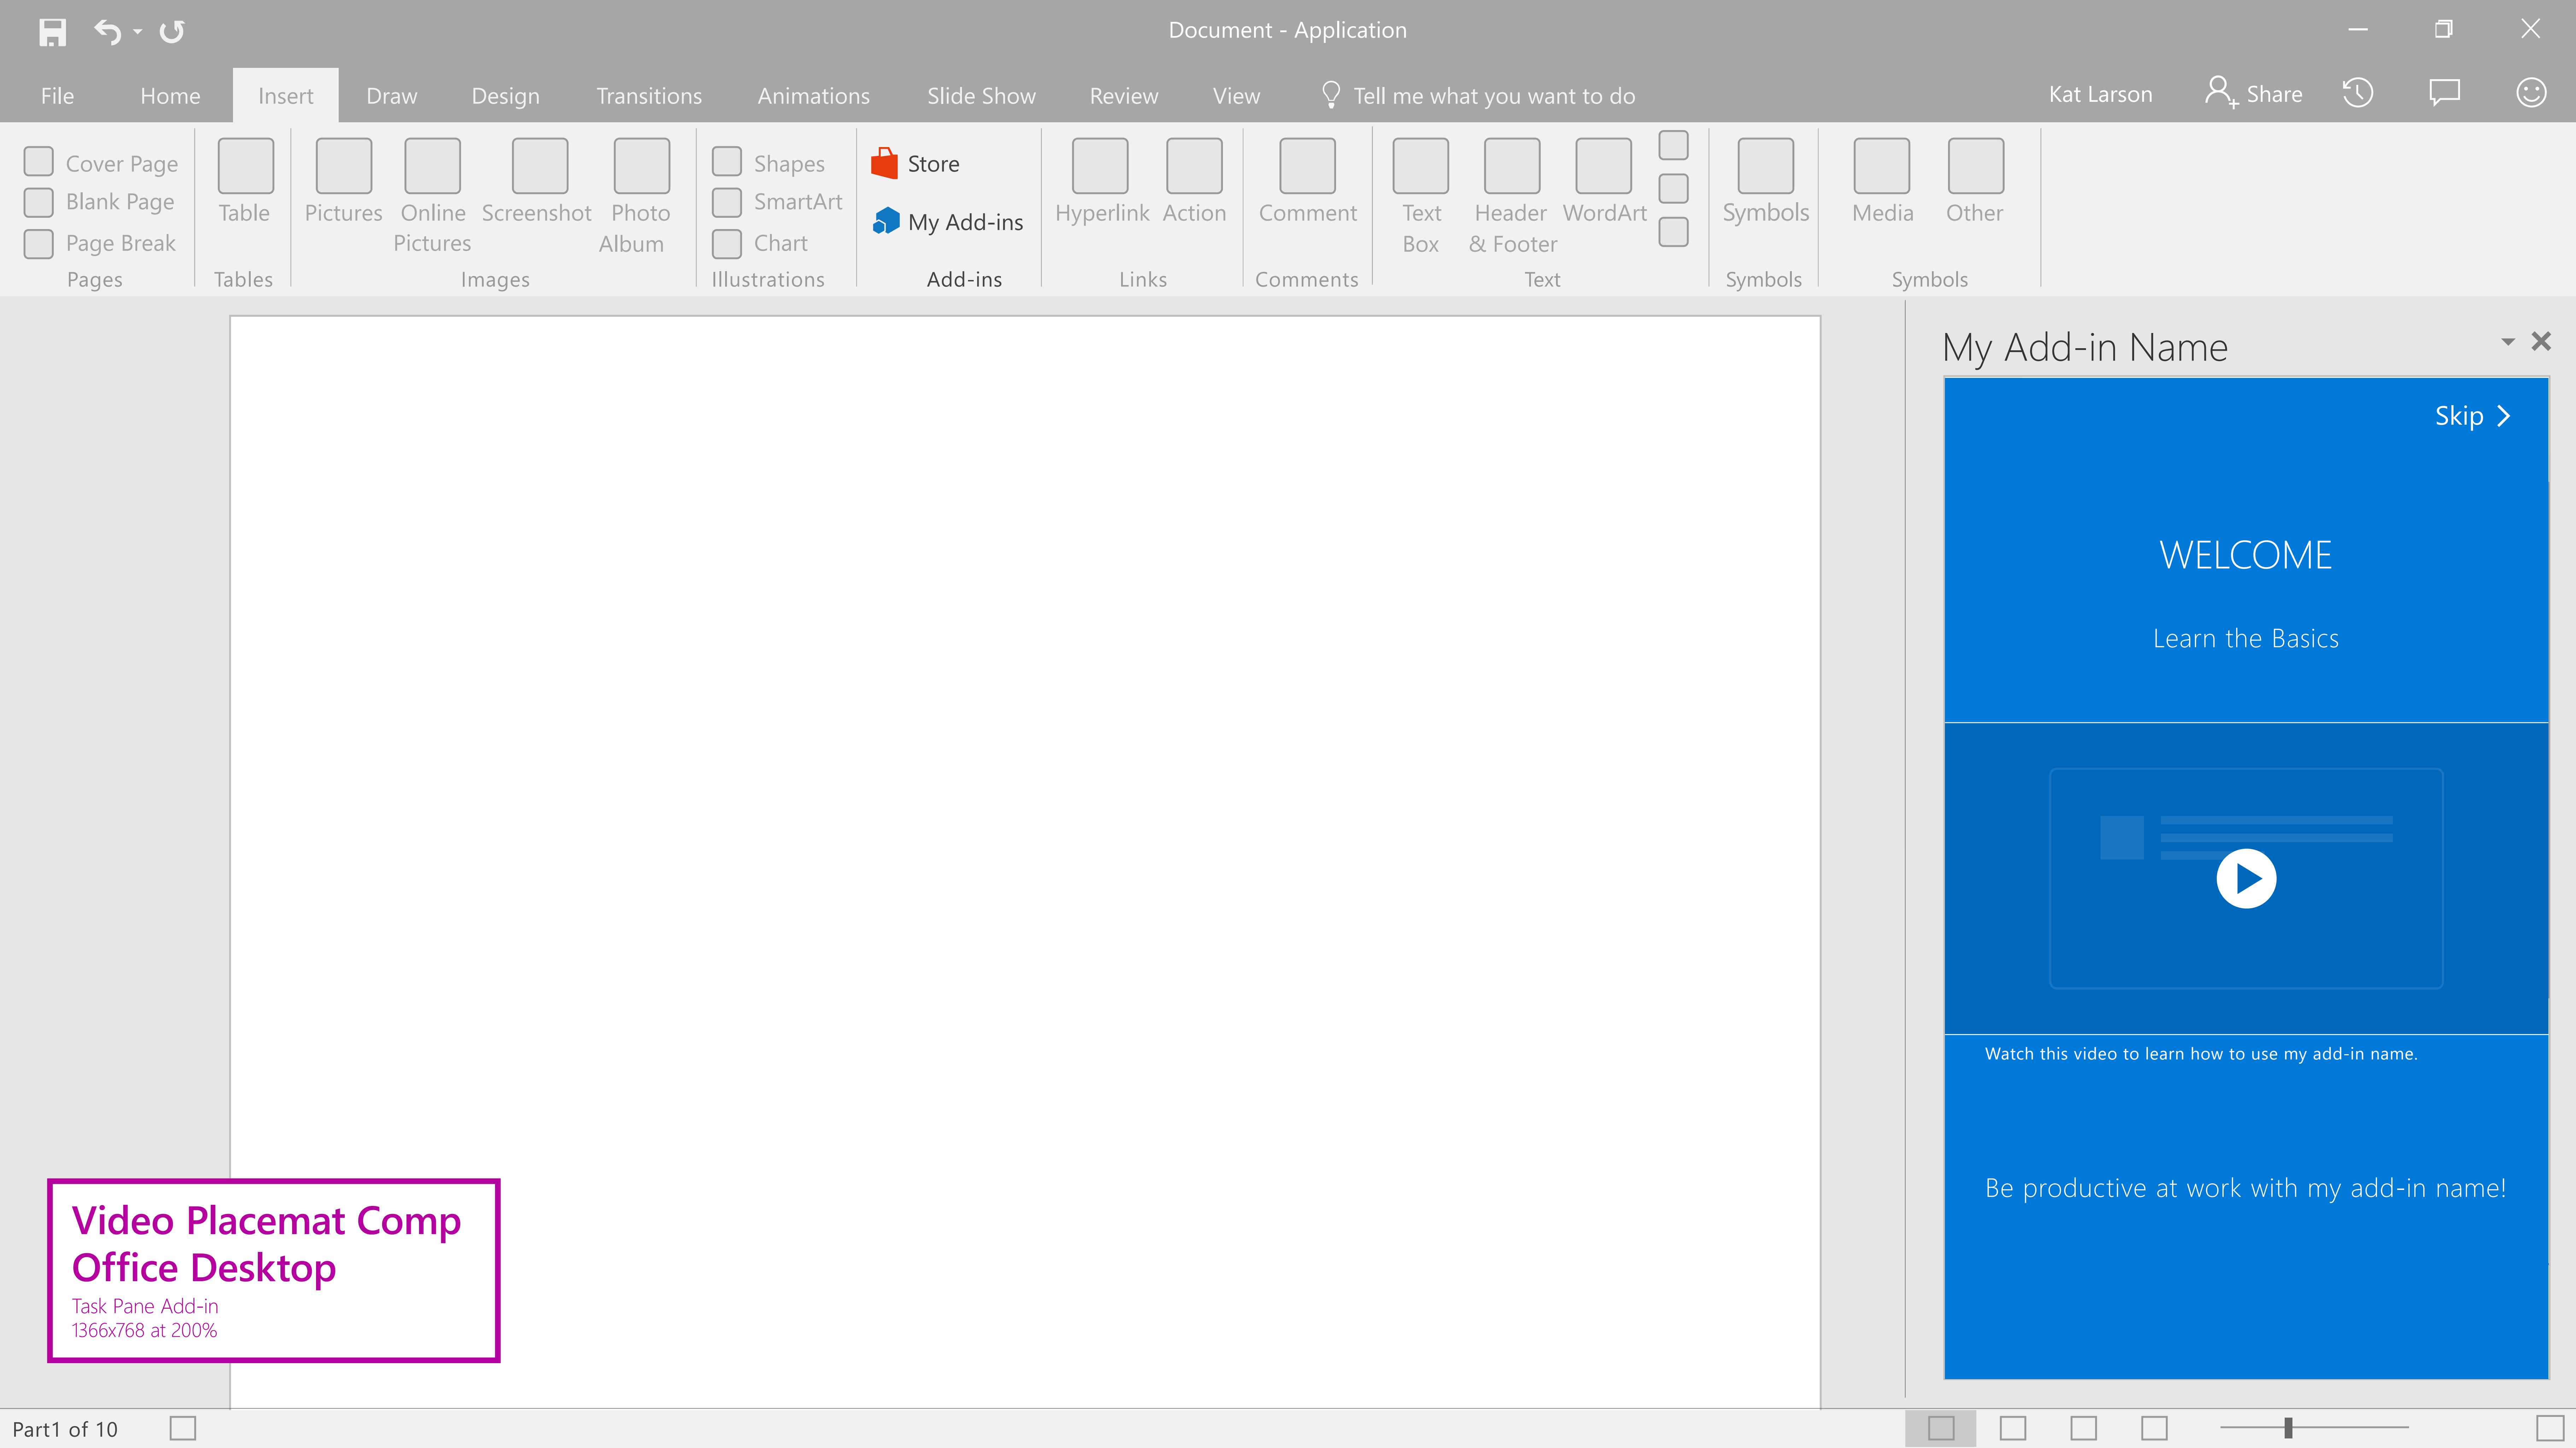 Document - Application
File Home Insert Draw Design Transitions Animations Slide Show Review View Tell me what you want to do Kat Larson Share
Cover Page
Blank Page
Page Break
Pages
Table
Tables
Pictures
Online
Pictures
Screenshot
Photo
Album
Images
Shapes
SmartArt
Chart
Illustrations
Store
My Add-ins
Add-ins
Hyperlink
Action
Links
Comment
Comments
Text
Box
Header
& Footer
WordArt
Text
Symbols
Symbols
Media
Other
Symbols
My Add-in Name
Skip
WELCOME
Learn the Basics
Watch this video to learn how to use my add-in name.
Be productive at work with my add-in name!
Video Placemat Comp
Office Desktop
Task Pane Add-in
1366x768 at 200%
Part1 of 10